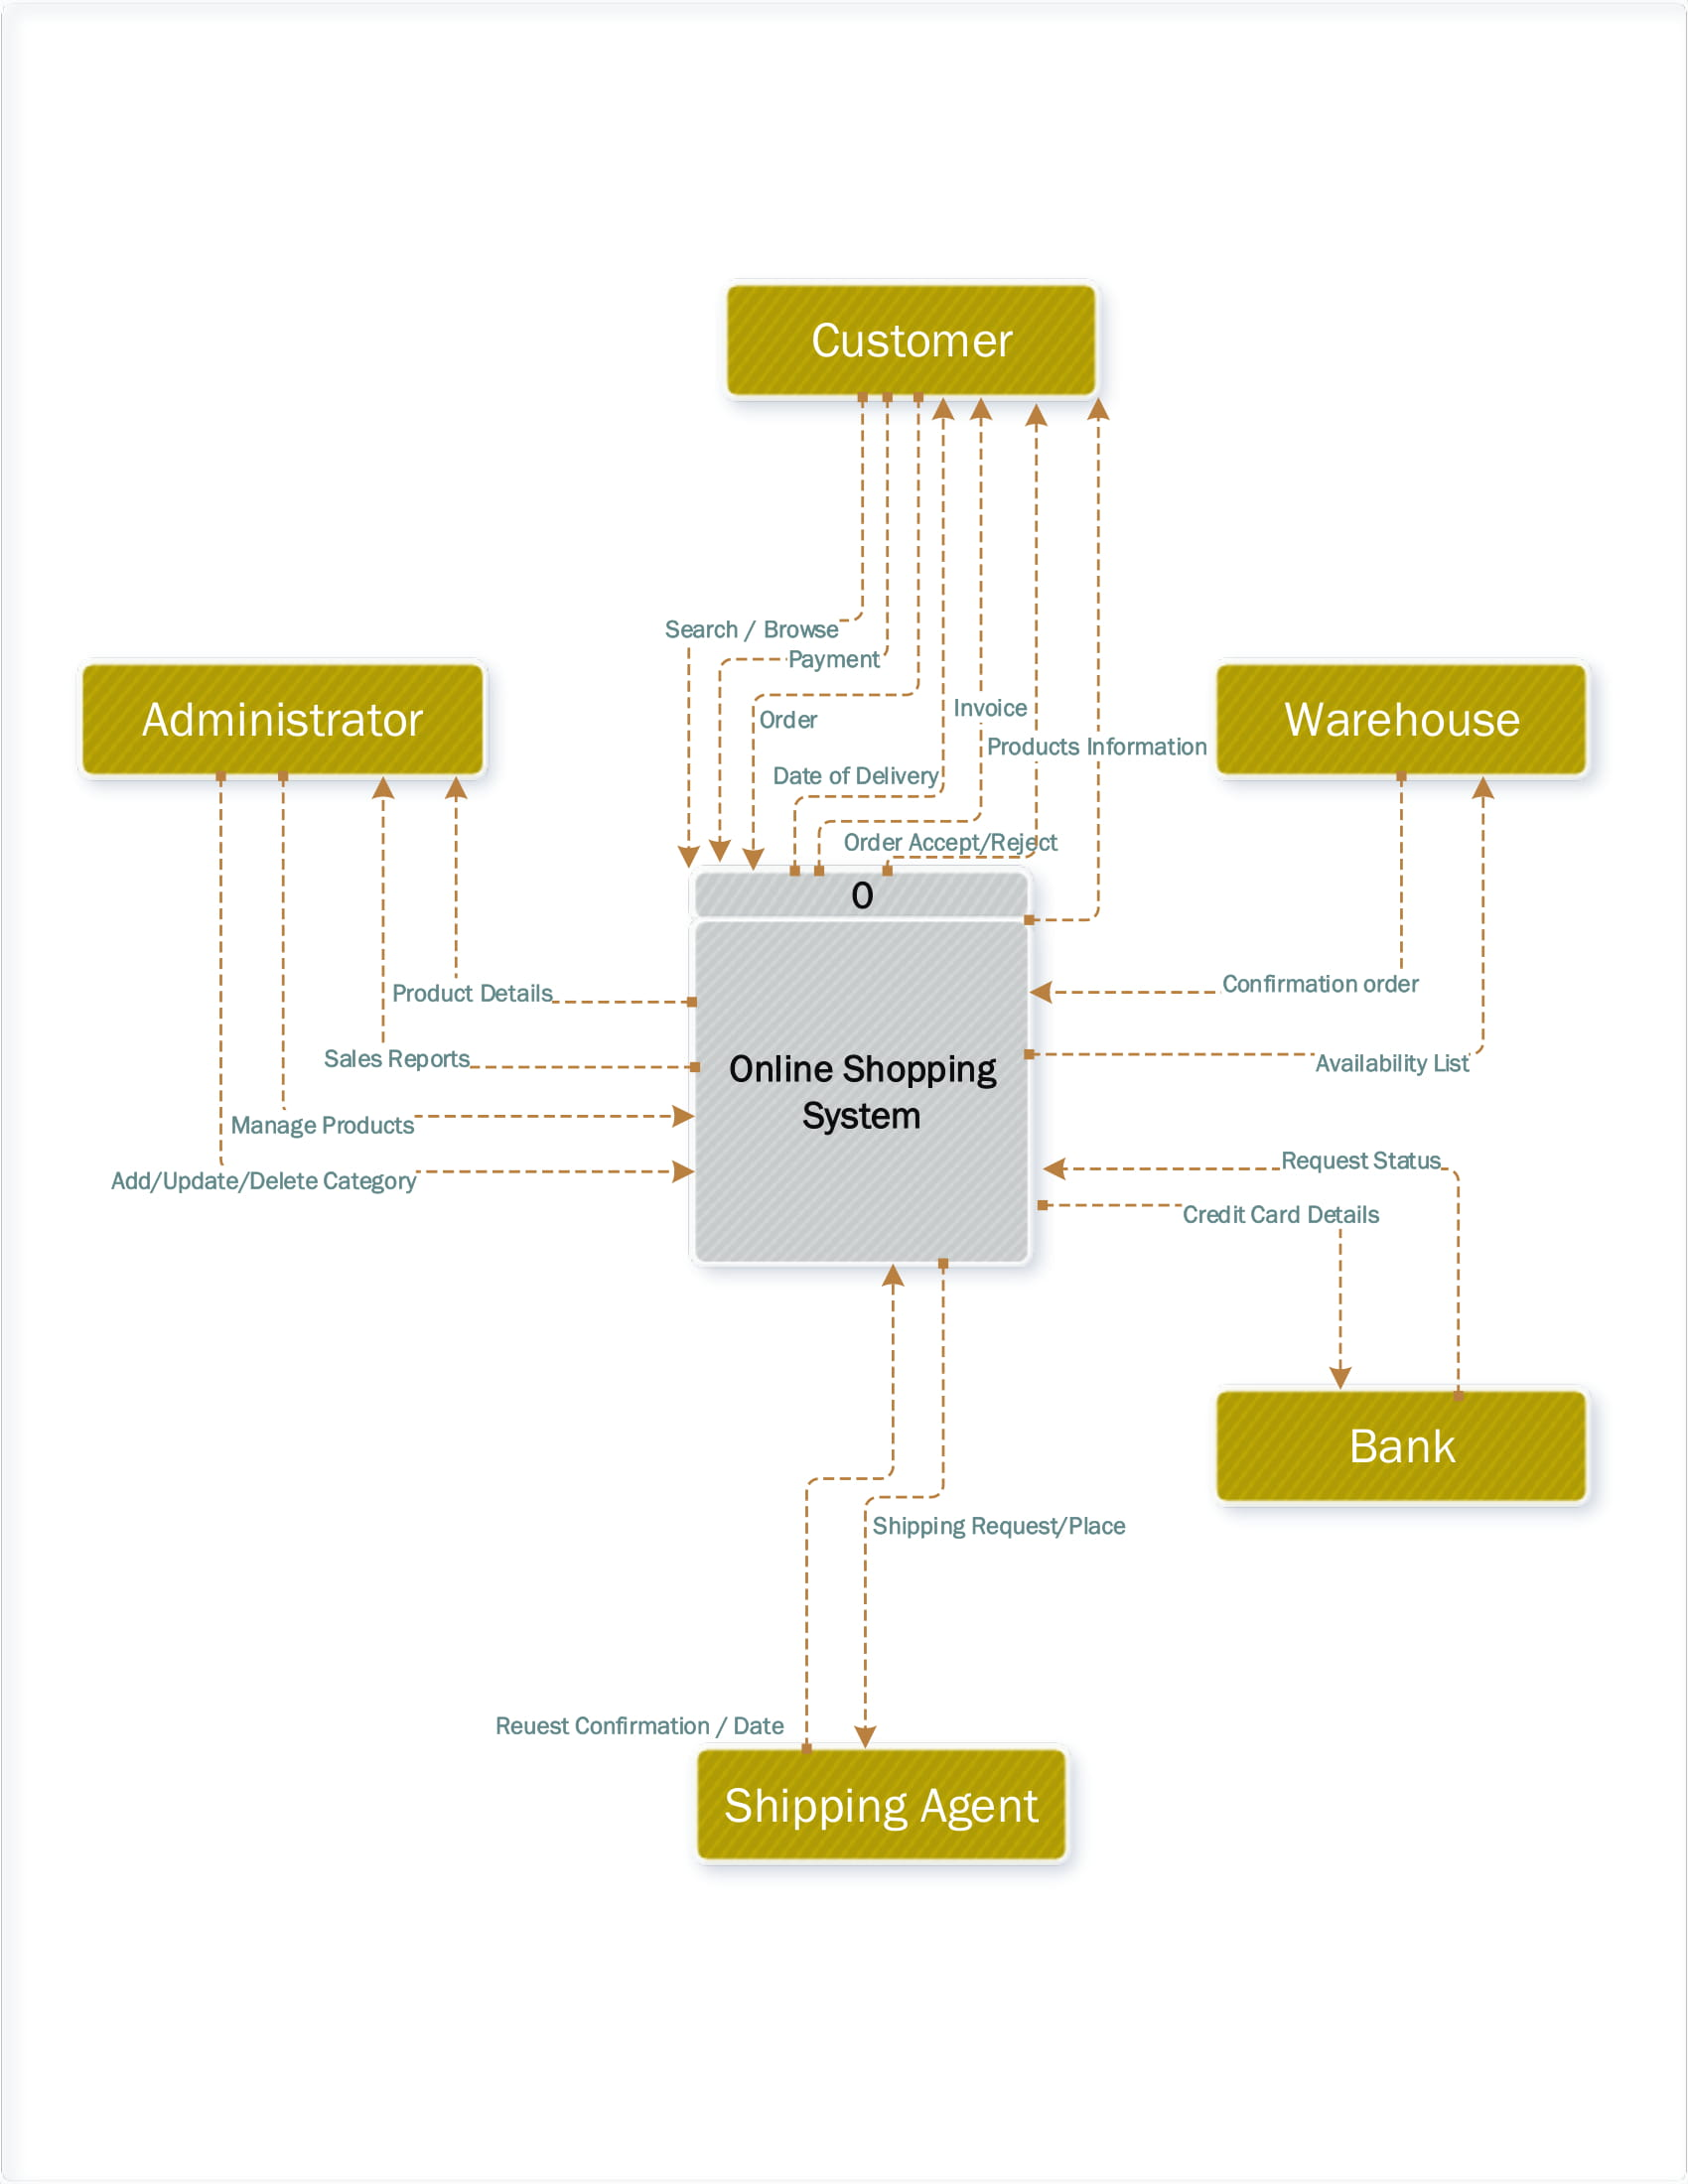 Customer
Search / Browse
Payment
Administrator
Warehouse
Order
Invoice
Products Information
Date of Delivery
Order Accept/Reject
0
Confirmation order
Product Details
Sales Reports
Online Shopping
System
Availability List
Manage Products
Add/Update/Delete Category
Request Status
Credit Card Details
Bank
Shipping Request/Place
Reuest Confirmation / Date
Shipping Agent